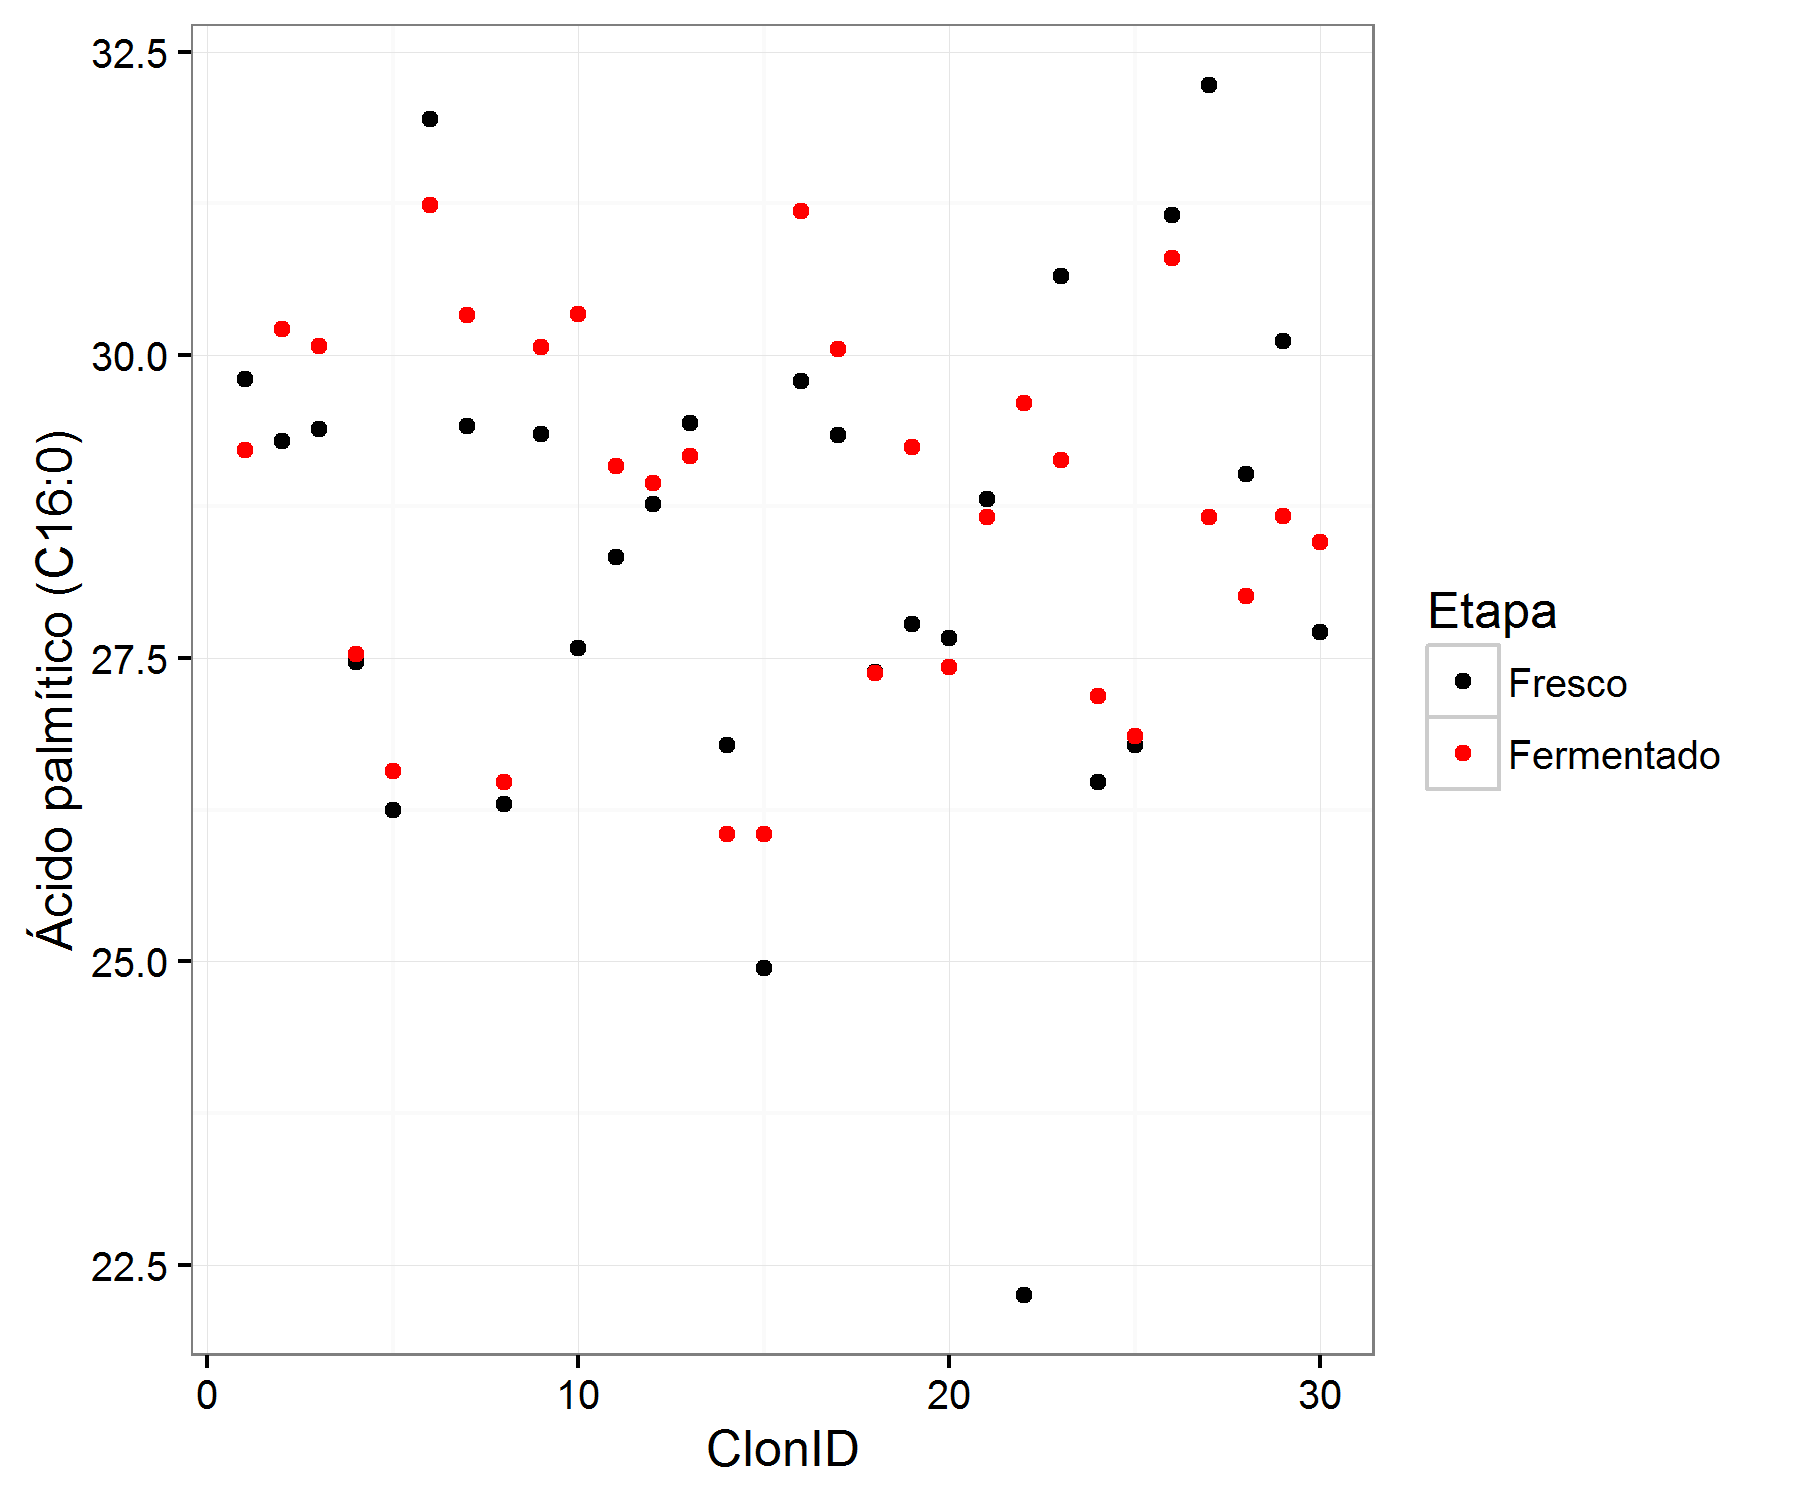 32.5
30.0
27.5
25.0
22.5
Ácido palmítico (C16:0)
0 10 20 30
ClonID
Etapa
Fresco
Fermentado